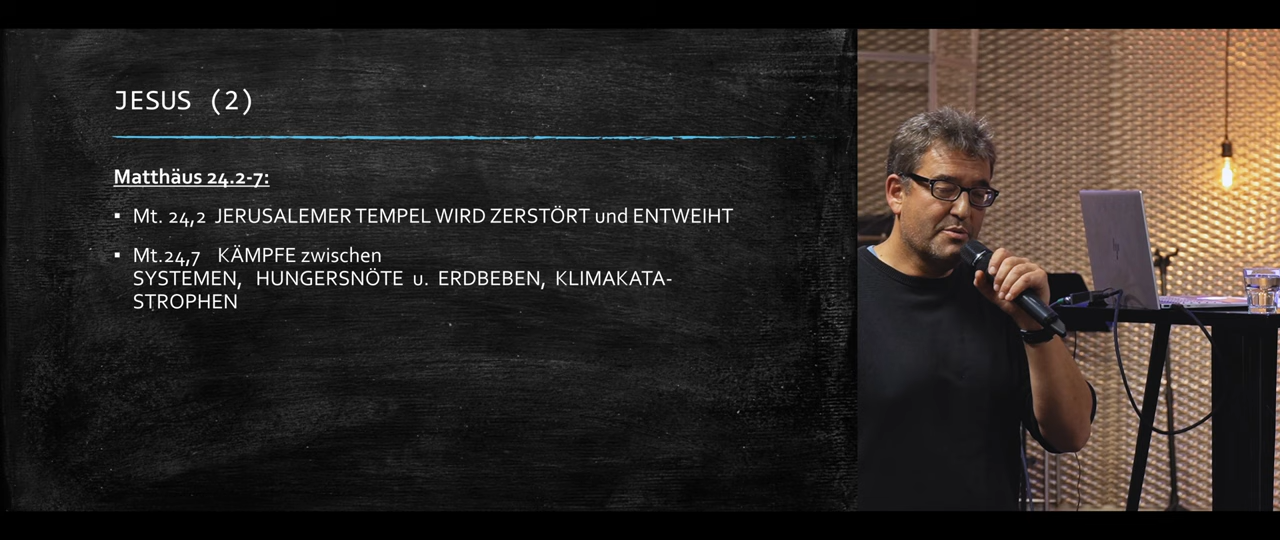 JESUS (2)
Matthäus 24.2-7:
▪ Mt. 24,2 JERUSALEMER TEMPEL WIRD ZERSTÖRT und ENTWEIHT
▪ Mt.24,7 KÄMPFE zwischen
SYSTEMEN, HUNGERSNÖTE u. ERDBEBEN, KLIMAKATA-
STROPHEN
hp